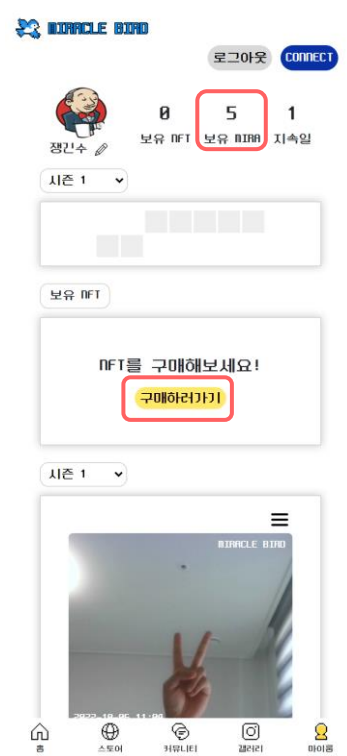 MIRACLE BIRD
로그아웃 CONNECT
쟁긴수
0 5 1
보유 NFT 보유 MIRA 지속일
시즌 1
보유 NFT
NFT를 구매해보세요!
구매하러가기
시즌 1
MIRACLE BIRD
홈 스토어 커뮤니티 갤러리 마이룸